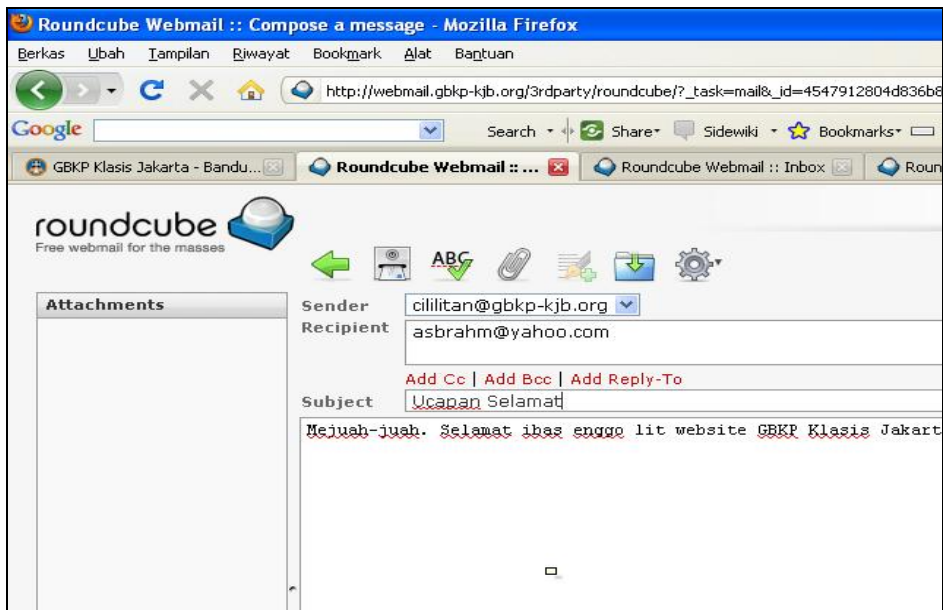 Roundcube Webmail :: Compose a message - Mozilla Firefox
Berkas Ubah Tampilan Riwayat Bookmark Alat Bantuan
http://webmail.gbkp-kjb.org/3rdparty/roundcube/?_task=mail&_id=4547912804d836b8
Google Search Share Sidewiki Bookmarks
GBKP Klasis Jakarta - Bandu... Roundcube Webmail :: ... Roundcube Webmail :: Inbox Roun
roundcube
Free webmail for the masses
ABC
Attachments
Sender cililitan@gbkp-kjb.org
Recipient asbrahm@yahoo.com
Add Cc | Add Bcc | Add Reply-To
Subject Ucapan Selamat
Mejuah-juah. Selamat ibas enggo lit website GBKP Klasis Jakart